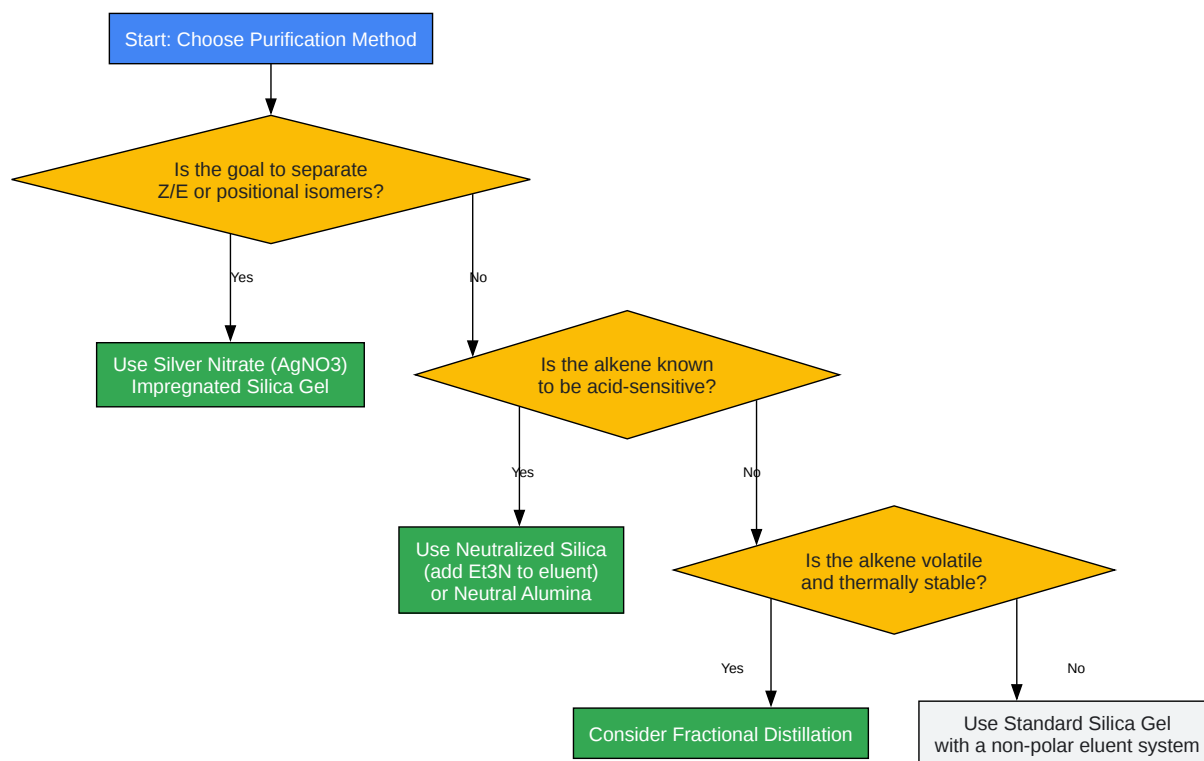 Start: Choose Purification Method
Is the goal to separate
Z/E or positional isomers?
Yes
No
Use Silver Nitrate (AgNO3)
Impregnated Silica Gel
Is the alkene known
to be acid-sensitive?
Yes
No
Use Neutralized Silica
(add Et3N to eluent)
or Neutral Alumina
Is the alkene volatile
and thermally stable?
Yes
No
Consider Fractional Distillation
Use Standard Silica Gel
with a non-polar eluent system